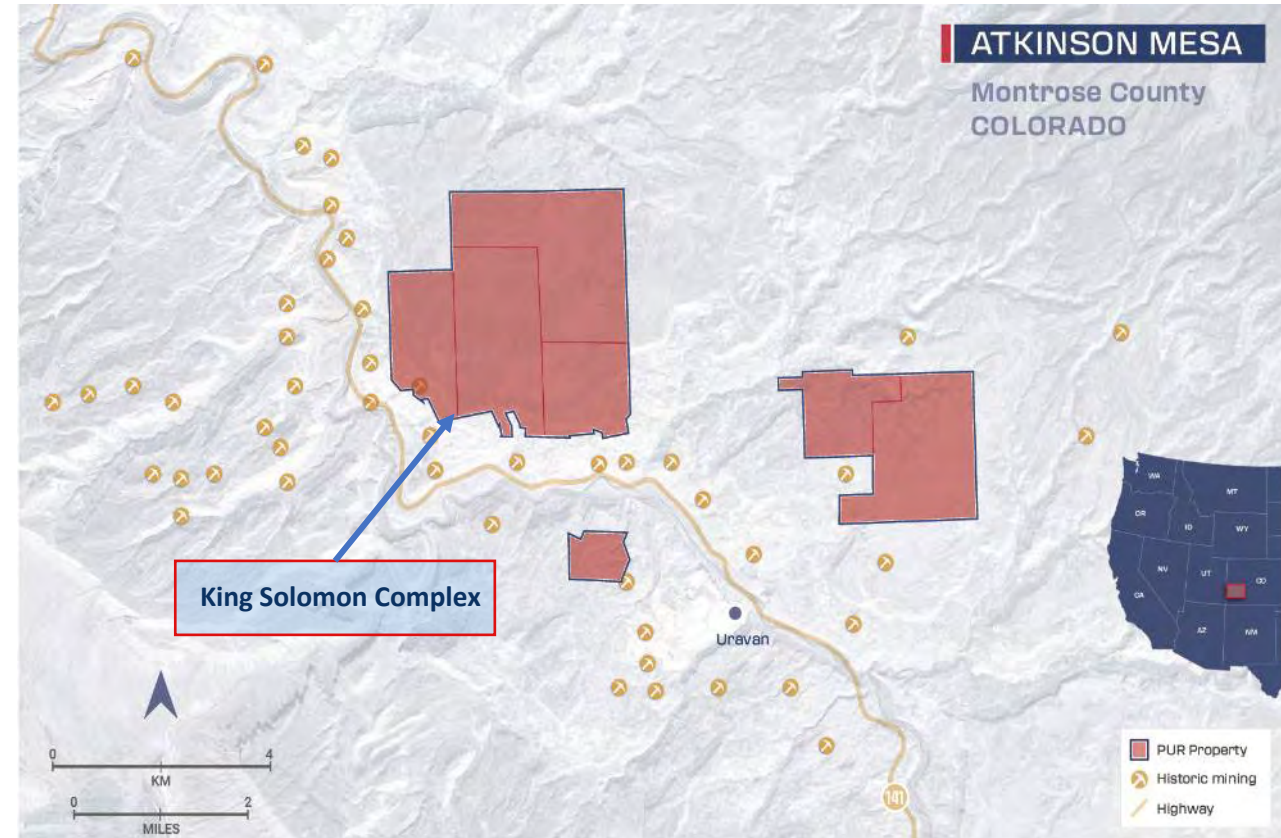 ATKINSON MESA
Montrose County
COLORADO
King Solomon Complex
Uravan
141
WA
MT
OR
ID
WY
NV
UT
CO
CA
AZ
NM
0 4
KM
0 2
MILES
PUR Property
Historic mining
Highway